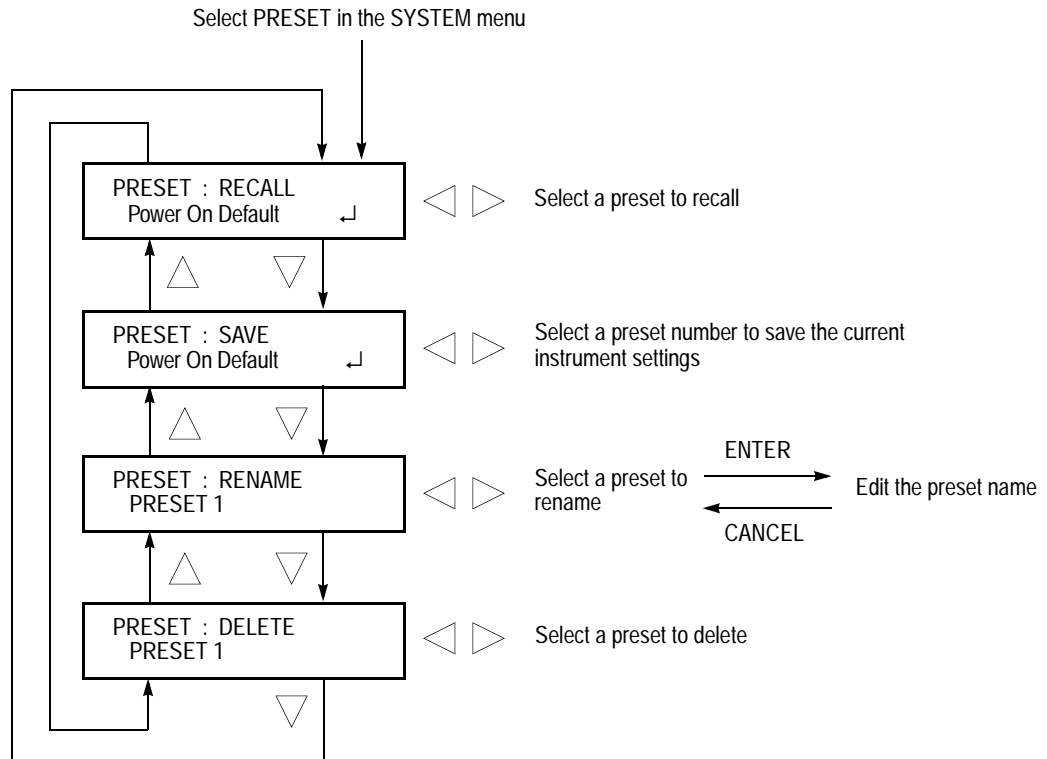 Select PRESET in the SYSTEM menu
PRESET : RECALL
Power On Default ↵
Select a preset to recall
PRESET : SAVE
Power On Default ↵
Select a preset number to save the current
instrument settings
PRESET : RENAME
PRESET 1
Select a preset to
rename
ENTER
CANCEL
Edit the preset name
PRESET : DELETE
PRESET 1
Select a preset to delete